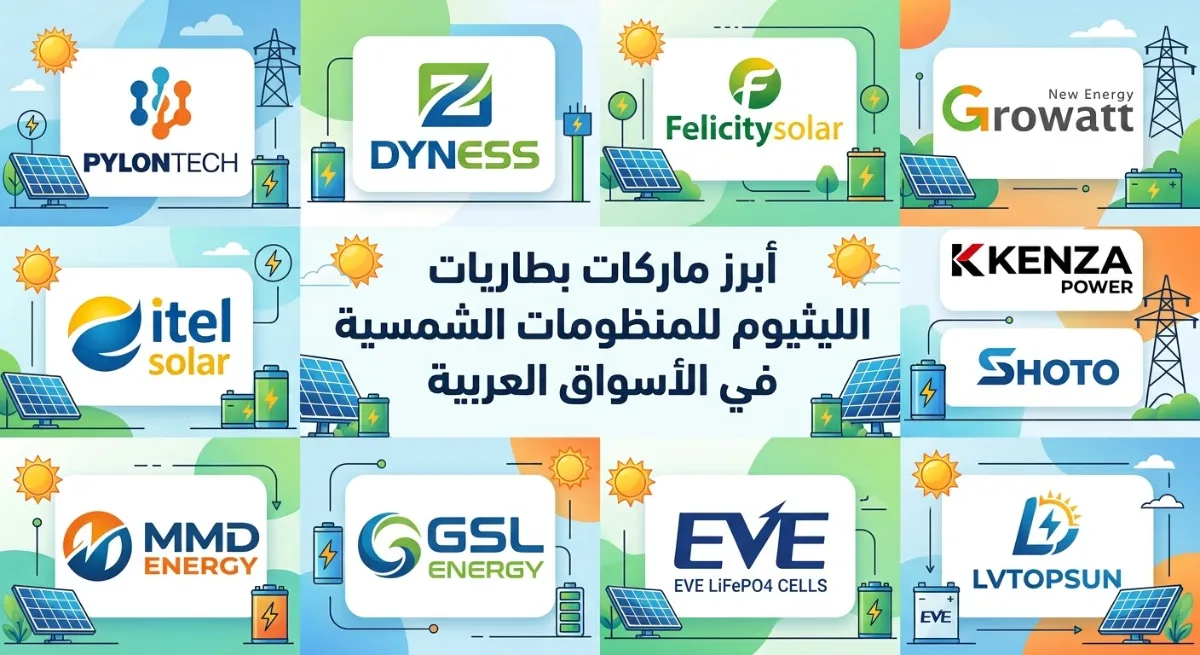 PYLONTECH
DYNESS
Felicitysolar
New Energy
Growatt
itel
solar
أبرز ماركات بطاريات
الليثيوم للمنظومات الشمسية
في الأسواق العربية
KENZA
POWER
SHOTO
MMD
ENERGY
GSL
ENERGY
EVE
EVE LiFePO4 CELLS
EVE
LVTOPSUN